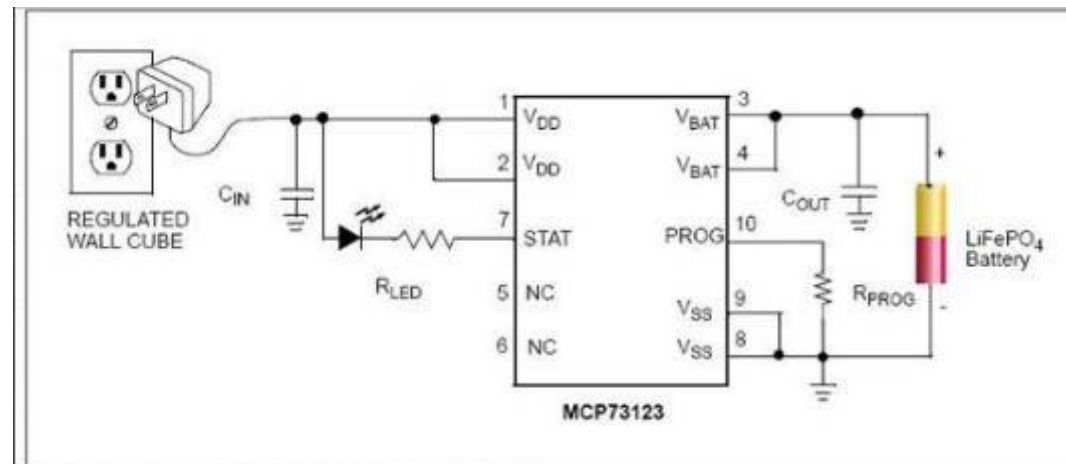 1
VDD
2
VDD
CIN
REGULATED
WALL CUBE
7
STAT
RLED
5
NC
6
NC
3
VBAT
4
VBAT
COUT
+
10
PROG
LiFePO4
Battery
RPROG
9
VSS
-
8
VSS
MCP73123